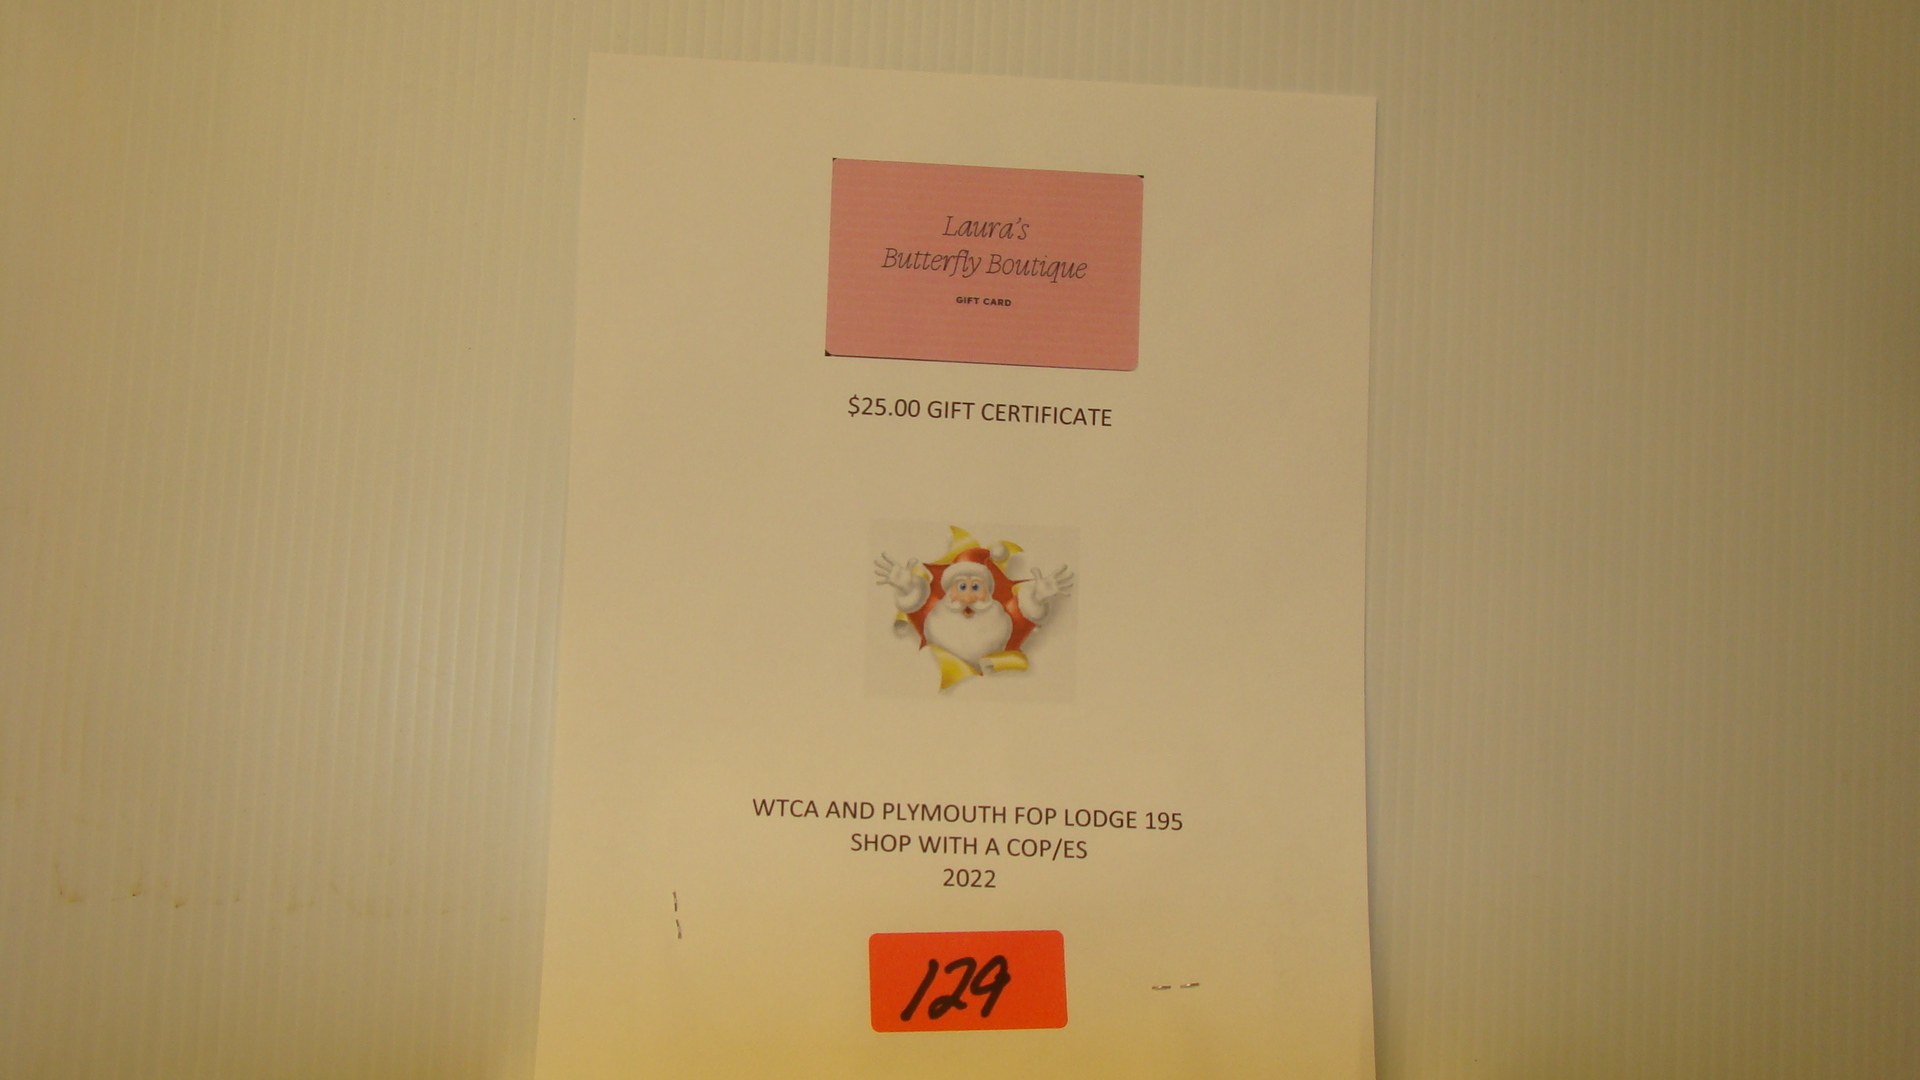 Laura's
Butterfly Boutique
GIFT CARD
$25.00 GIFT CERTIFICATE
WTCA AND PLYMOUTH FOP LODGE 195
SHOP WITH A COP/ES
2022
129